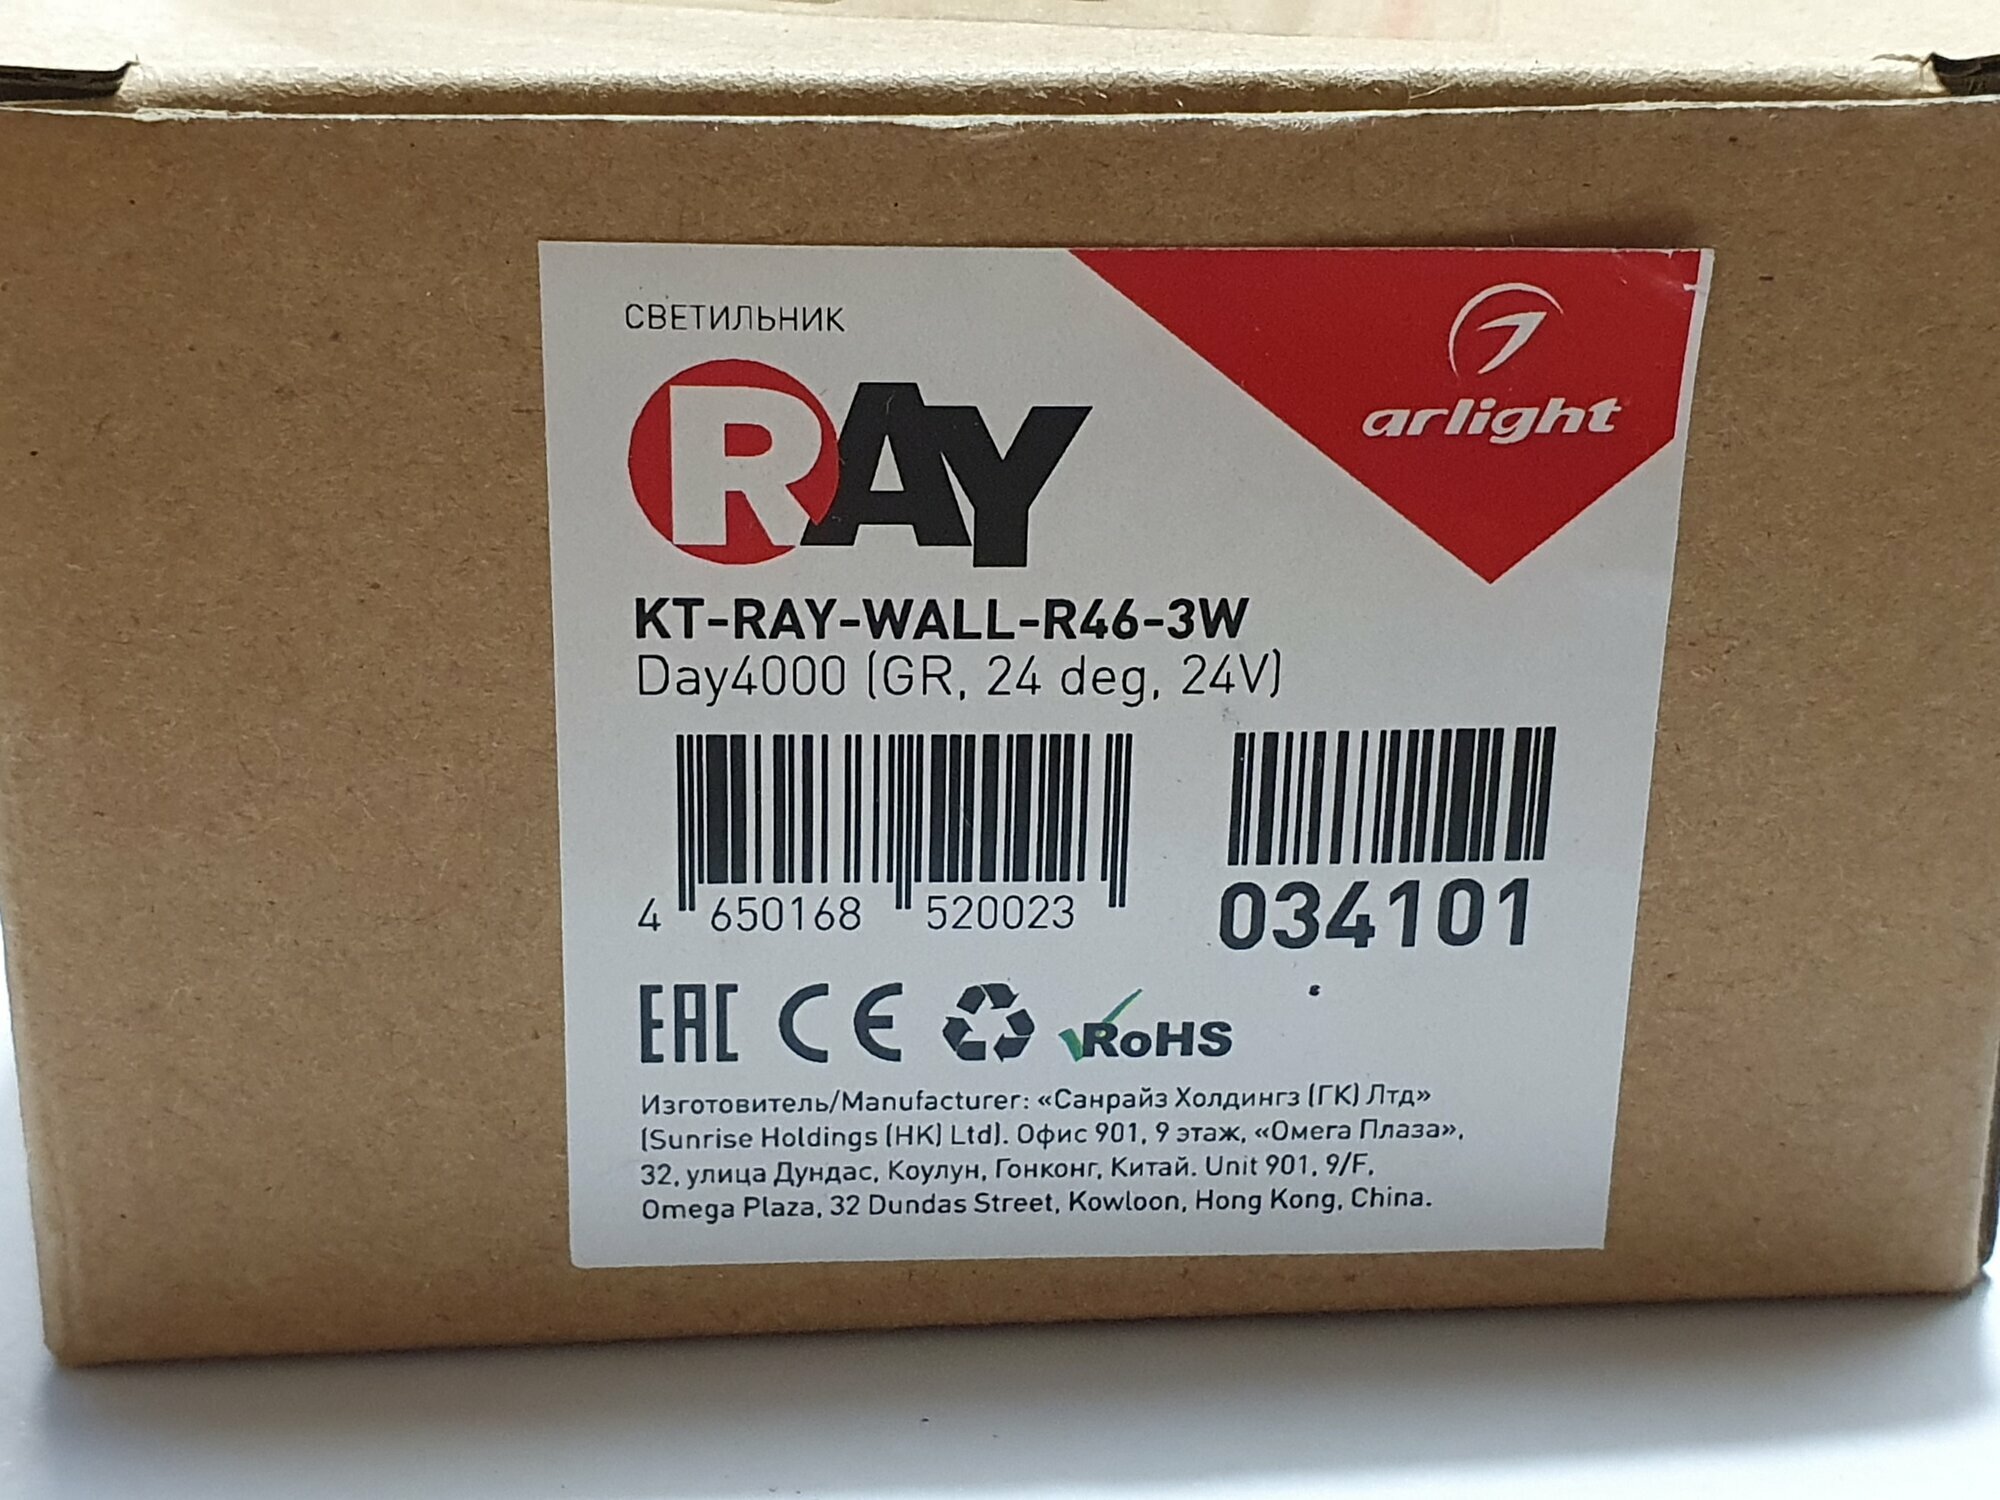 СВЕТИЛЬНИК
arlight
RAY
KT-RAY-WALL-R46-3W
Day4000 (GR, 24 deg, 24V)
4 650168 520023
034101
EAC CE RoHS
Изготовитель/Manufacturer: «Санрайз Холдингз (ГК) Лтд»
(Sunrise Holdings (HK) Ltd). Офис 901, 9 этаж, «Омега Плаза»,
32, улица Дундас, Коулун, Гонконг, Китай. Unit 901, 9/F,
Omega Plaza, 32 Dundas Street, Kowloon, Hong Kong, China.